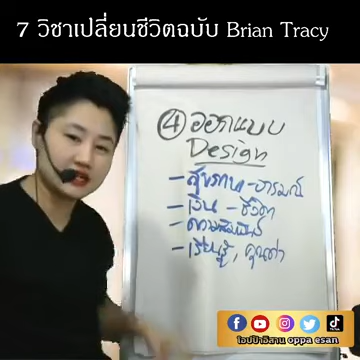 7 วิชาเปลี่ยนชีวิตฉบับ Brian Tracy
④ ออกแบบ
Design
- สุขภาพ - อารมณ์
- เงิน - ชีวิต
- ความสัมพันธ์
- เรียนรู้, คุณค่า
โอปป้าอีสาน oppa esan